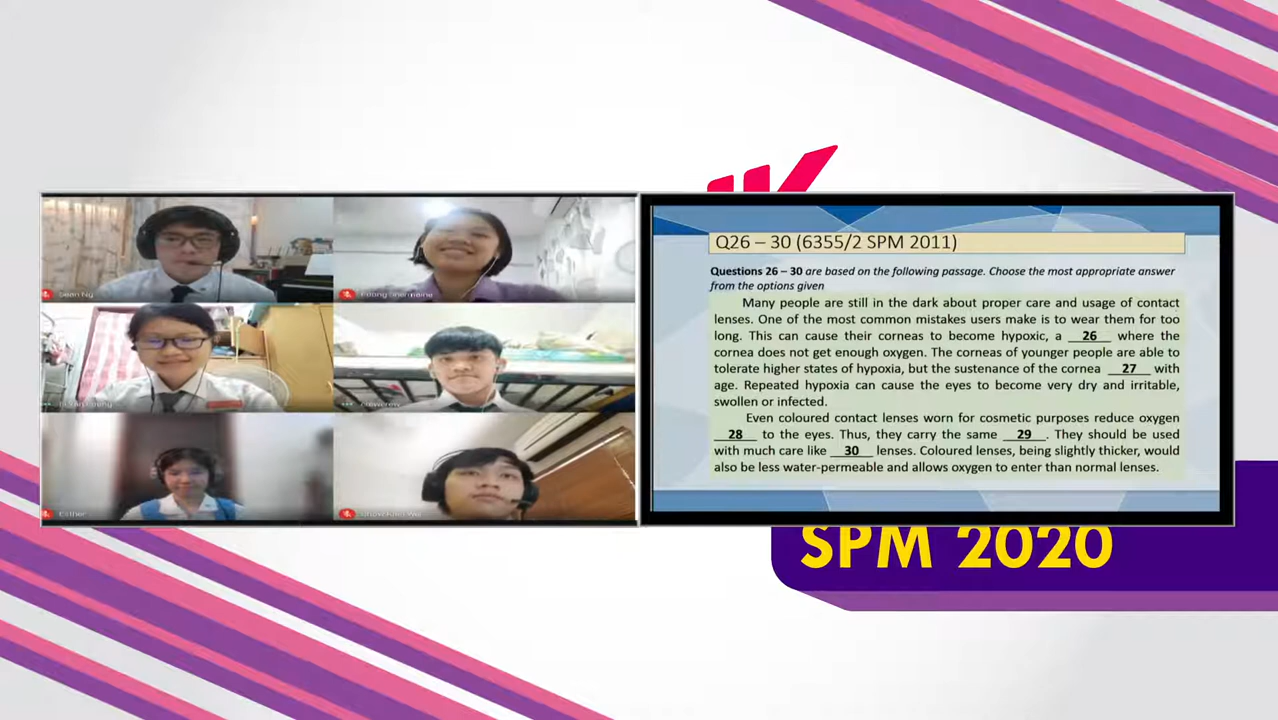 Dean Ng
Esther
Q26 – 30 (6355/2 SPM 2011)
Questions 26 – 30 are based on the following passage. Choose the most appropriate answer
from the options given
Many people are still in the dark about proper care and usage of contact
lenses. One of the most common mistakes users make is to wear them for too
long. This can cause their corneas to become hypoxic, a 26 where the
cornea does not get enough oxygen. The corneas of younger people are able to
tolerate higher states of hypoxia, but the sustenance of the cornea 27 with
age. Repeated hypoxia can cause the eyes to become very dry and irritable,
swollen or infected.
Even coloured contact lenses worn for cosmetic purposes reduce oxygen
28 to the eyes. Thus, they carry the same 29 . They should be used
with much care like 30 lenses. Coloured lenses, being slightly thicker, would
also be less water-permeable and allows oxygen to enter than normal lenses.
SPM 2020